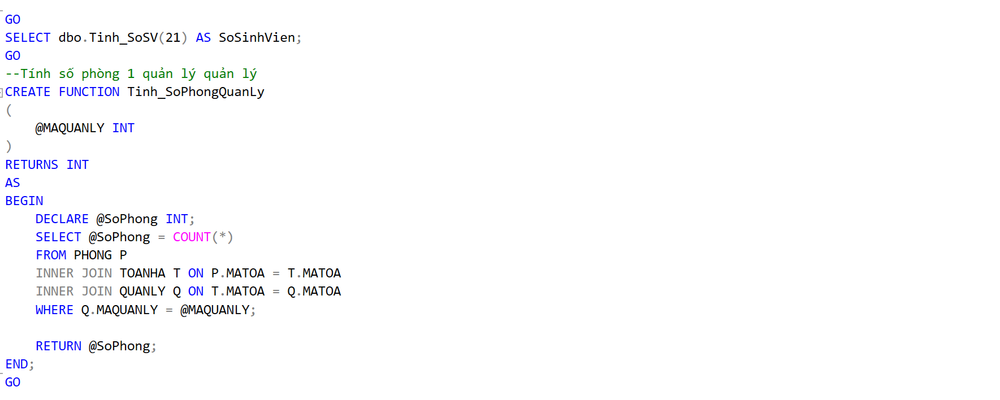 GO
SELECT dbo.Tinh_SoSV(21) AS SoSinhVien;
GO
--Tính số phòng 1 quản lý quản lý
CREATE FUNCTION Tinh_SoPhongQuanLy
(
    @MAQUANLY INT
)
RETURNS INT
AS
BEGIN
    DECLARE @SoPhong INT;
    SELECT @SoPhong = COUNT(*)
    FROM PHONG P
    INNER JOIN TOANHA T ON P.MATOA = T.MATOA
    INNER JOIN QUANLY Q ON T.MATOA = Q.MATOA
    WHERE Q.MAQUANLY = @MAQUANLY;
    RETURN @SoPhong;
END;
GO